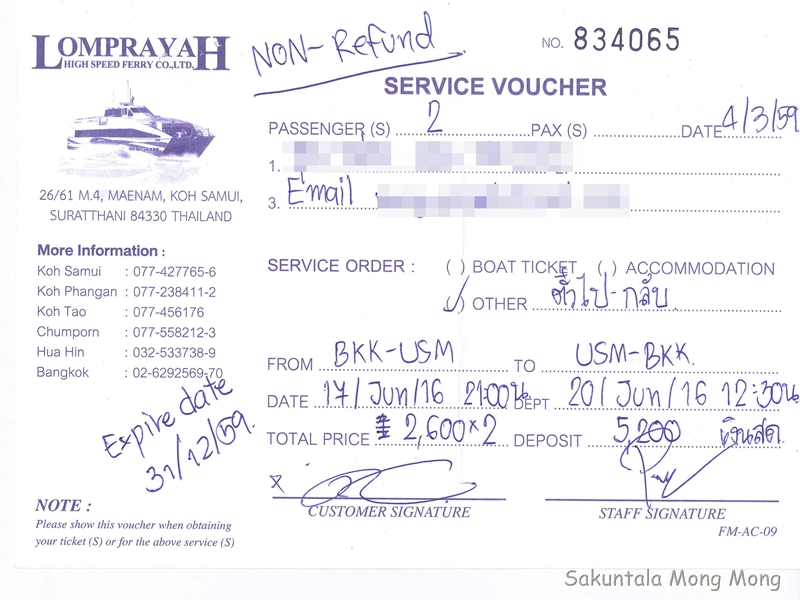 LOMPRAYAH
HIGH SPEED FERRY CO.,LTD.
26/61 M.4, MAENAM, KOH SAMUI,
SURATTHANI 84330 THAILAND
More Information :
Koh Samui : 077-427765-6
Koh Phangan : 077-238411-2
Koh Tao : 077-456176
Chumporn : 077-558212-3
Hua Hin : 032-533738-9
Bangkok : 02-6292569-70
Expire date
31/12/59.
NOTE :
Please show this voucher when obtaining
your ticket (S) or for the above service (S)
NON-Refund
NO. 834065
SERVICE VOUCHER
PASSENGER (S) 2 PAX (S) DATE 4/3/59
1. 2.
3. E'mail
SERVICE ORDER : ( ) BOAT TICKET ( ) ACCOMMODATION
(✓) OTHER ตั๋วไป-กลับ
FROM BKK-USM TO USM-BKK.
DATE 17/Jun/16 21:00น DEPT 20/Jun/16 12:30น.
TOTAL PRICE 2,600x2 DEPOSIT 5,200 เงินสด
x
CUSTOMER SIGNATURE STAFF SIGNATURE
FM-AC-09
Sakuntala Mong Mong